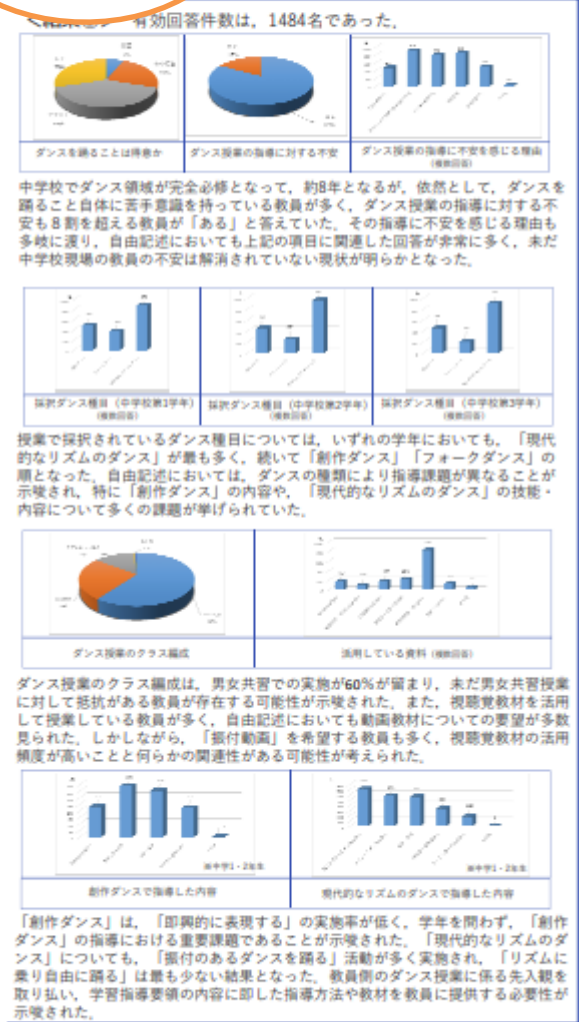 有効回答件数は，1484名であった．
ダンスを踊ることは得意か
ダンス授業の指導に対する不安
ダンス授業の指導に不安を感じる理由
(複数回答)
中学校でダンス領域が完全必修となって，約8年となるが，依然として，ダンスを
踊ること自体に苦手意識を持っている教員が多く，ダンス授業の指導に対する不
安も８割を超える教員が「ある」と答えていた．その指導に不安を感じる理由も
多岐に渡り，自由記述においても上記の項目に関連した回答が非常に多く，未だ
中学校現場の教員の不安は解消されていない現状が明らかとなった．
採択ダンス種目（中学校第1学年）
(複数回答)
採択ダンス種目（中学校第2学年）
(複数回答)
採択ダンス種目（中学校第3学年）
(複数回答)
授業で採択されているダンス種目については，いずれの学年においても，「現代
的なリズムのダンス」が最も多く，続いて「創作ダンス」「フォークダンス」の
順となった．自由記述においては，ダンスの種類により指導課題が異なることが
示唆され，特に「創作ダンス」の内容や，「現代的なリズムのダンス」の技能・
内容について多くの課題が挙げられていた．
ダンス授業のクラス編成
活用している資料（複数回答）
ダンス授業のクラス編成は，男女共習での実施が60％が留まり，未だ男女共習授業
に対して抵抗がある教員が存在する可能性が示唆された．また，視聴覚教材を活用
して授業している教員が多く，自由記述においても動画教材についての要望が多数
見られた．しかしながら，「振付動画」を希望する教員も多く，視聴覚教材の活用
頻度が高いことと何らかの関連性がある可能性が考えられた．
※中学1・2年生
※中学1・2年生
創作ダンスで指導した内容
現代的なリズムのダンスで指導した内容
「創作ダンス」は，「即興的に表現する」の実施率が低く，学年を問わず，「創作
ダンス」の指導における重要課題であることが示唆された．「現代的なリズムのダ
ンス」についても，「振付のあるダンスを踊る」活動が多く実施され，「リズムに
乗り自由に踊る」は最も少ない結果となった．教員側のダンス授業に係る先入観を
取り払い，学習指導要領の内容に即した指導方法や教材を教員に提供する必要性が
示唆された．